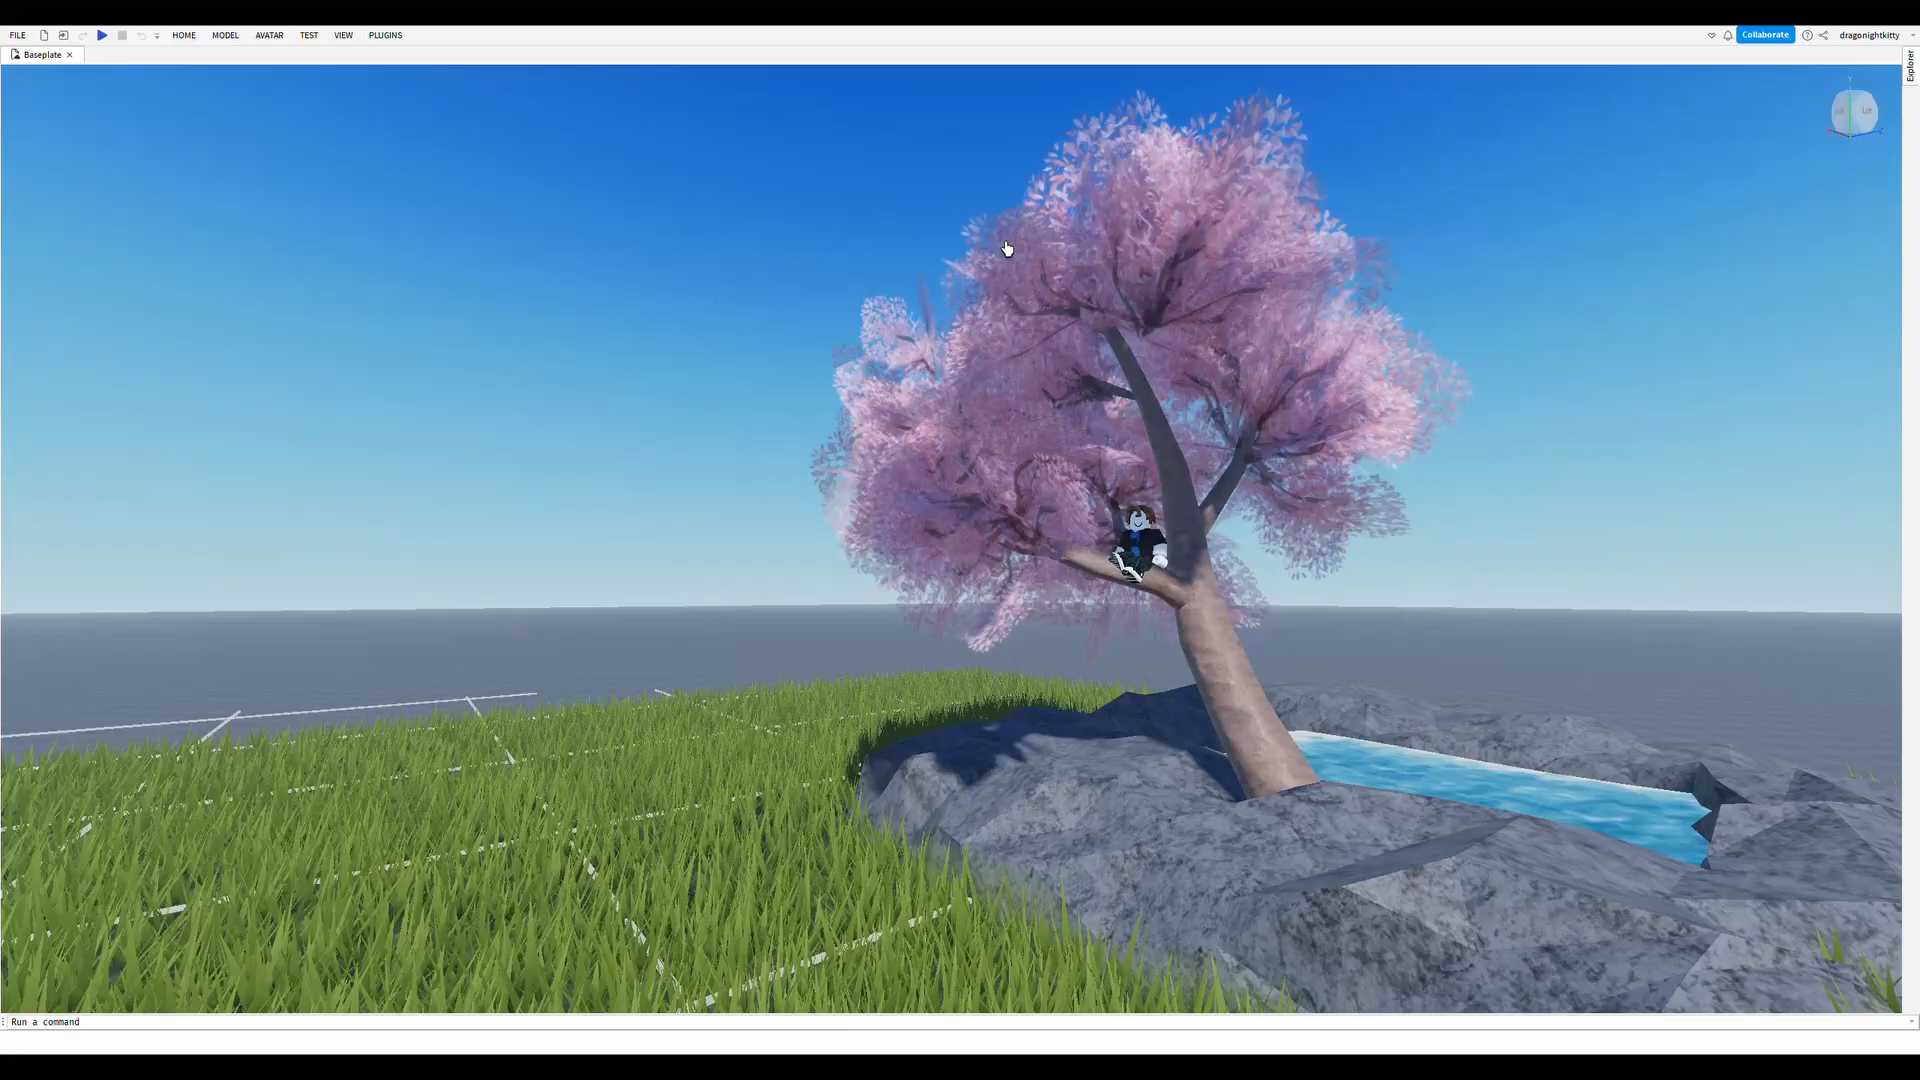 FILE HOME MODEL AVATAR TEST VIEW PLUGINS Collaborate dragonightkitty
Baseplate
Explorer
Y
Z
Run a command